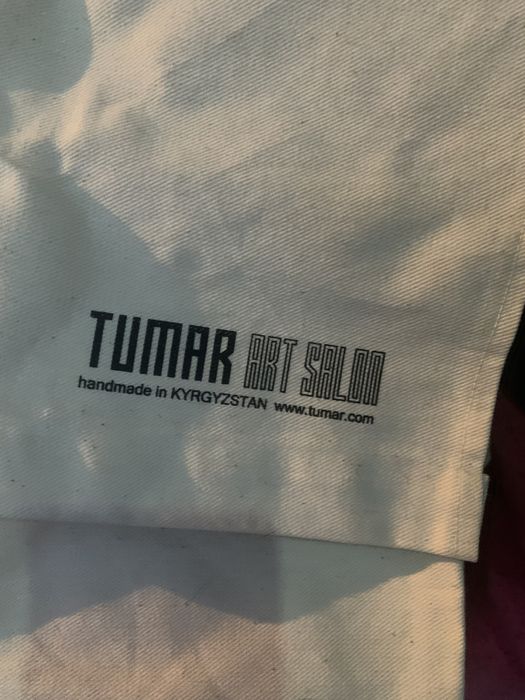 TUMAR ART SALON
handmade in KYRGYZSTAN www.tumar.com